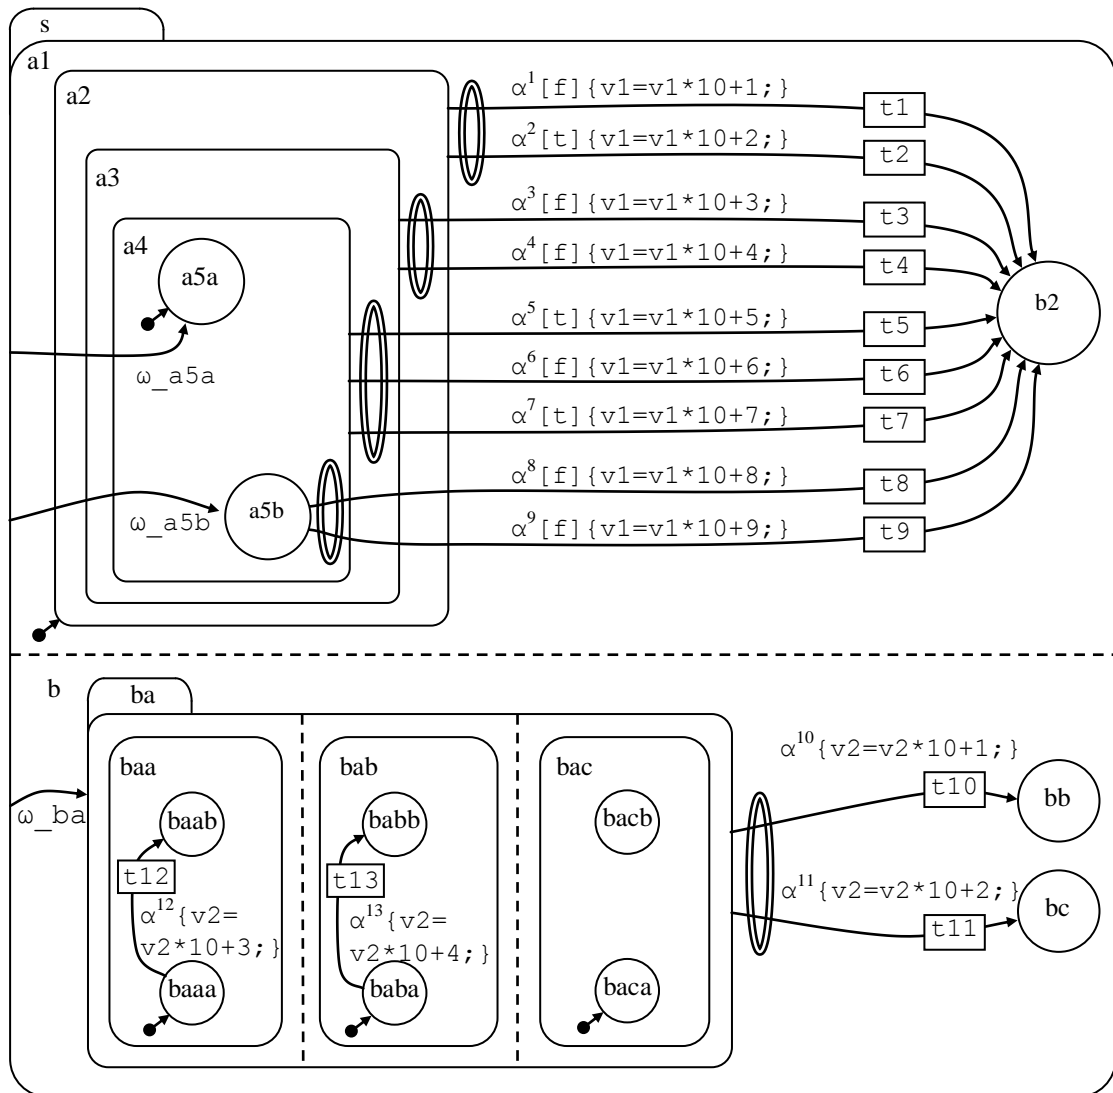 s
a1
a2
α¹[f]{v1=v1*10+1;}
t1
α²[t]{v1=v1*10+2;}
t2
a3
α³[f]{v1=v1*10+3;}
t3
a4
α⁴[f]{v1=v1*10+4;}
t4
a5a
b2
α⁵[t]{v1=v1*10+5;}
t5
ω_a5a
α⁶[f]{v1=v1*10+6;}
t6
α⁷[t]{v1=v1*10+7;}
t7
α⁸[f]{v1=v1*10+8;}
t8
ω_a5b
a5b
α⁹[f]{v1=v1*10+9;}
t9
b
ba
baa
bab
bac
α¹⁰{v2=v2*10+1;}
t10
bb
ω_ba
baab
babb
bacb
t12
t13
α¹¹{v2=v2*10+2;}
t11
bc
α¹²{v2=
v2*10+3;}
α¹³{v2=
v2*10+4;}
baaa
baba
baca